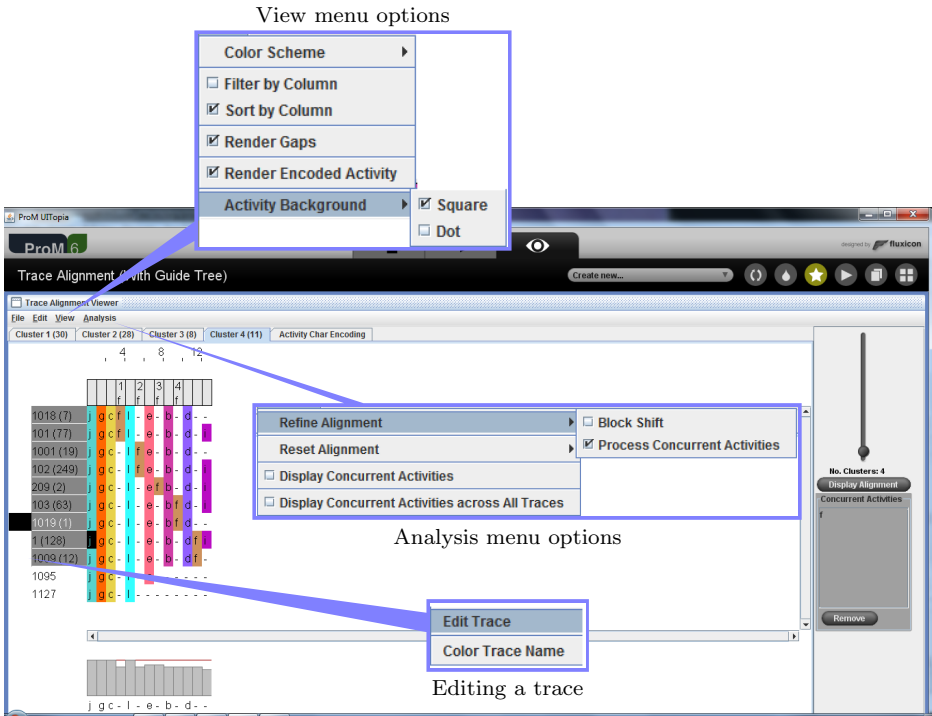 View menu options
Color Scheme
Filter by Column
Sort by Column
Render Gaps
Render Encoded Activity
Activity Background
Square
Dot
ProM UITopia
ProM 6
designed by fluxicon
Trace Alignment (With Guide Tree)
Create new...
Trace Alignment Viewer
File Edit View Analysis
Cluster 1 (30) Cluster 2 (28) Cluster 3 (8) Cluster 4 (11) Activity Char Encoding
. 4 . 8 . 12
1 2 3 4
f f f f
1018 (7) j g c f l - e - b - d - -
101 (77) j g c f l - e - b - d - i
1001 (19) j g c - l f e - b - d - -
102 (249) j g c - l f e - b - d - i
209 (2) j g c - l - e f b - d - i
103 (63) j g c - l - e - b f d - i
1019 (1) j g c - l - e - b f d - -
1 (128) j g c - l - e - b - d f i
1009 (12) j g c - l - e - b - d f -
1095 j g c - l - e - - - - - -
1127 j g c - l - - - - - - - -
Refine Alignment
Reset Alignment
Display Concurrent Activities
Display Concurrent Activities across All Traces
Block Shift
Process Concurrent Activities
Analysis menu options
No. Clusters: 4
Display Alignment
Concurrent Activities
f
Remove
Edit Trace
Color Trace Name
Editing a trace
j g c - l - e - b - d - -